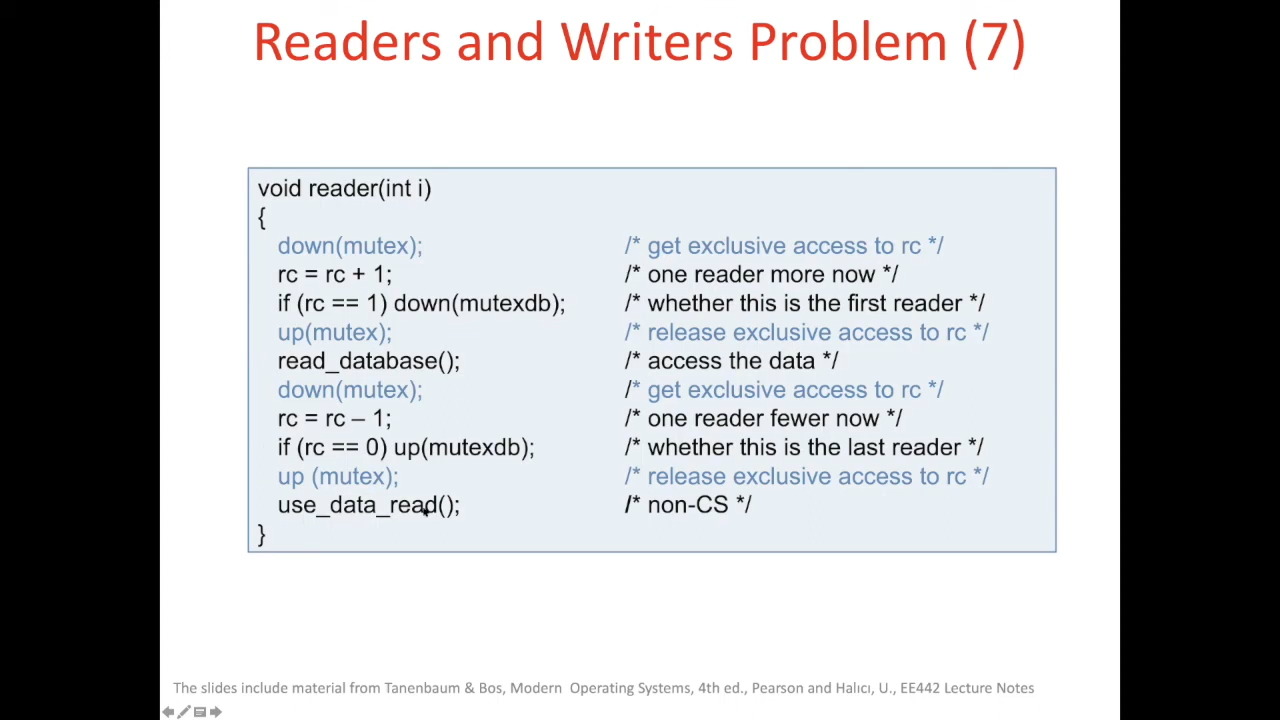 Readers and Writers Problem (7)
void reader(int i)
{
down(mutex); /* get exclusive access to rc */
rc = rc + 1; /* one reader more now */
if (rc == 1) down(mutexdb); /* whether this is the first reader */
up(mutex); /* release exclusive access to rc */
read_database(); /* access the data */
down(mutex); /* get exclusive access to rc */
rc = rc – 1; /* one reader fewer now */
if (rc == 0) up(mutexdb); /* whether this is the last reader */
up (mutex); /* release exclusive access to rc */
use_data_read(); /* non-CS */
}
The slides include material from Tanenbaum & Bos, Modern Operating Systems, 4th ed., Pearson and Halıcı, U., EE442 Lecture Notes